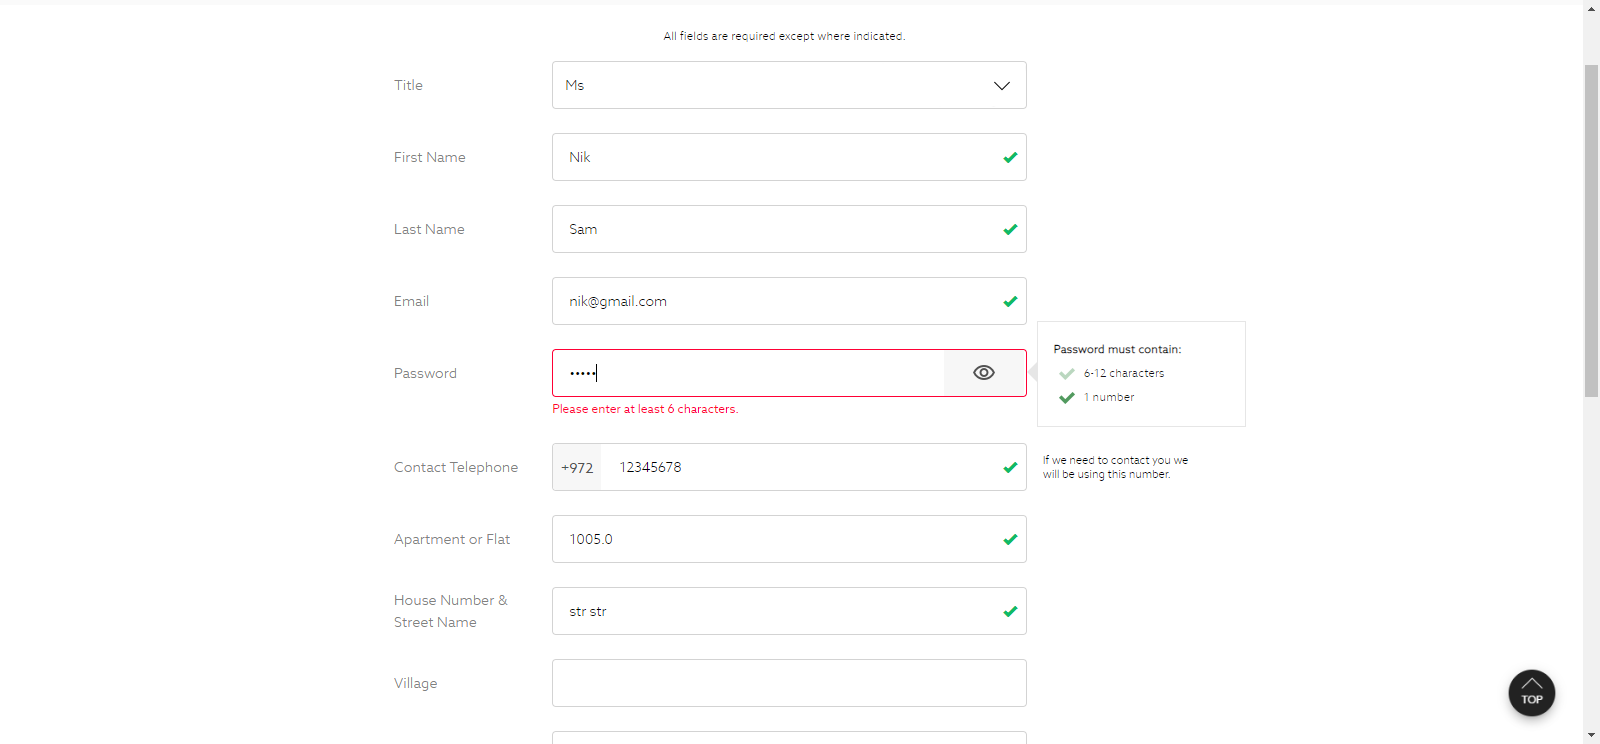 All fields are required except where indicated.
Title
Ms
First Name
Nik
Last Name
Sam
Email
nik@gmail.com
Password
•••••
Please enter at least 6 characters.
Password must contain:
6-12 characters
1 number
Contact Telephone
+972
12345678
If we need to contact you we
will be using this number.
Apartment or Flat
1005.0
House Number &
Street Name
str str
Village
TOP